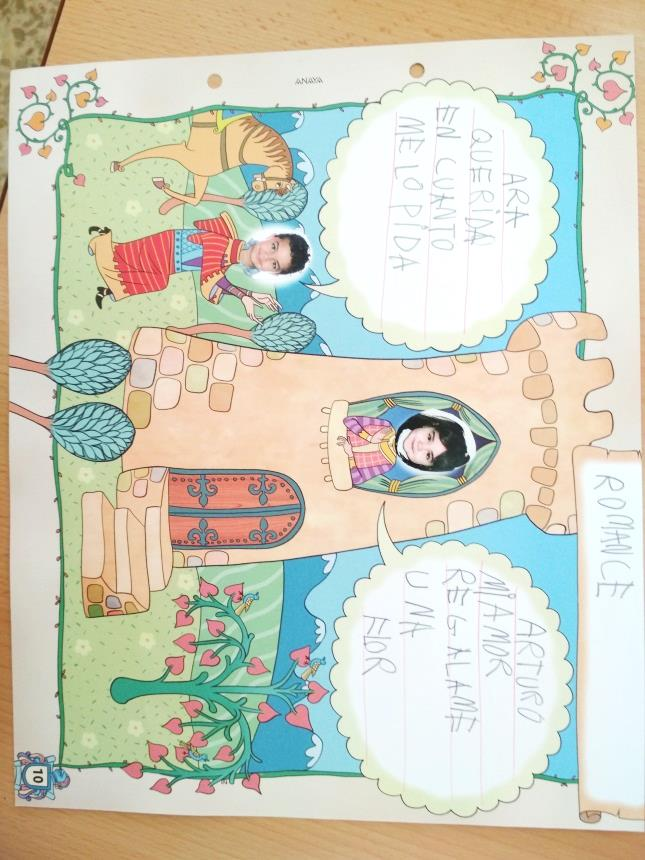 ROMANCE
ARA
QUERIDA
EN CUANTO
ME LO PIDA
ARTURO
MI AMOR
REGALAME
UNA
FLOR
ANAYA
10